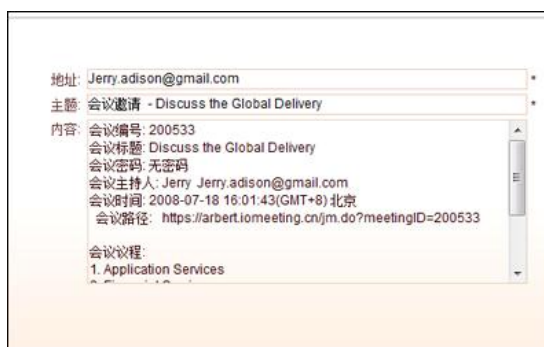 地址: Jerry.adison@gmail.com *
主题: 会议邀请 - Discuss the Global Delivery *
内容: 会议编号: 200533
会议标题: Discuss the Global Delivery
会议密码: 无密码
会议主持人: Jerry Jerry.adison@gmail.com
会议时间: 2008-07-18 16:01:43(GMT+8) 北京
会议路径: https://arbert.iomeeting.cn/jm.do?meetingID=200533
会议议程:
1. Application Services